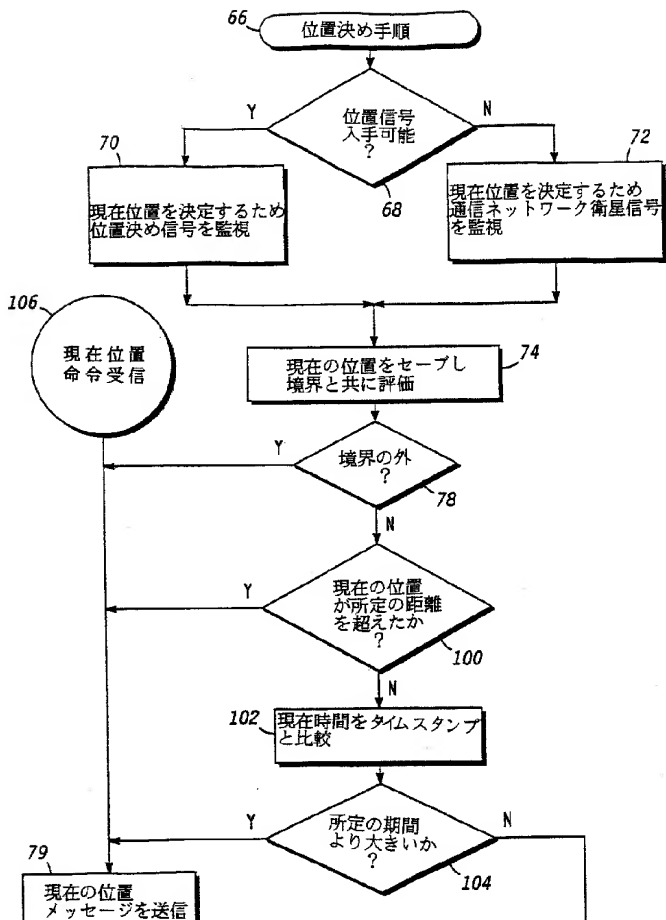 66
位置決め手順
位置信号
入手可能
?
Y
N
68
70
現在位置を決定するため
位置決め信号を監視
72
現在位置を決定するため
通信ネットワーク衛星信号
を監視
106
現在位置
命令受信
現在の位置をセーブし
境界と共に評価
74
境界の外
?
Y
78
N
現在の位置
が所定の距離
を超えたか
?
Y
100
N
102
現在時間をタイムスタンプ
と比較
所定の期間
より大きいか
?
Y
N
104
79
現在の位置
メッセージを送信